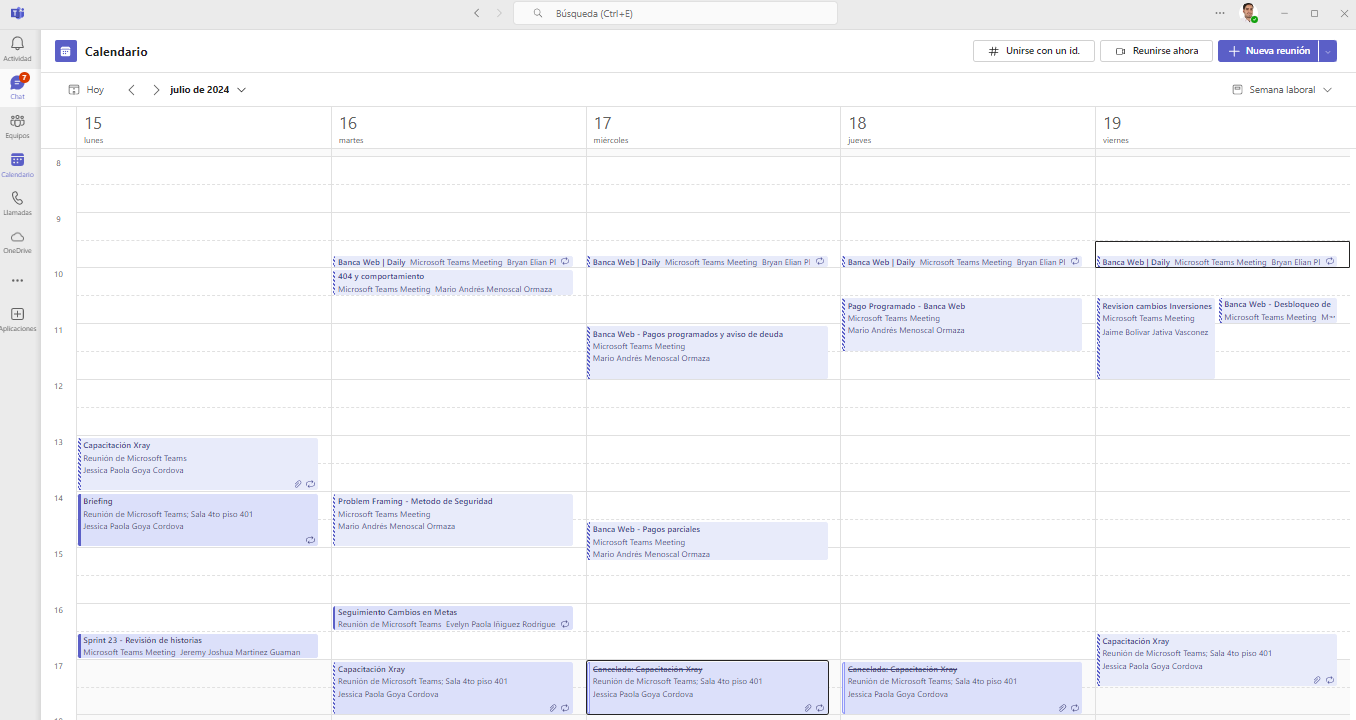 Búsqueda (Ctrl+E)
Actividad
7
Chat
Equipos
Calendario
Llamadas
OneDrive
Aplicaciones
Calendario
Unirse con un id.
Reunirse ahora
Nueva reunión
Hoy
julio de 2024
Semana laboral
15
lunes
16
martes
17
miércoles
18
jueves
19
viernes
8
9
10
11
12
13
14
15
16
17
Capacitación Xray
Reunión de Microsoft Teams
Jessica Paola Goya Cordova
Briefing
Reunión de Microsoft Teams; Sala 4to piso 401
Jessica Paola Goya Cordova
Sprint 23 - Revisión de historias
Microsoft Teams Meeting Jeremy Joshua Martinez Guaman
Banca Web | Daily Microsoft Teams Meeting Bryan Elian Pl
404 y comportamiento
Microsoft Teams Meeting Mario Andrés Menoscal Ormaza
Problem Framing - Metodo de Seguridad
Microsoft Teams Meeting
Mario Andrés Menoscal Ormaza
Seguimiento Cambios en Metas
Reunión de Microsoft Teams Evelyn Paola Iñiguez Rodrigue
Capacitación Xray
Reunión de Microsoft Teams; Sala 4to piso 401
Jessica Paola Goya Cordova
Banca Web | Daily Microsoft Teams Meeting Bryan Elian Pl
Banca Web - Pagos programados y aviso de deuda
Microsoft Teams Meeting
Mario Andrés Menoscal Ormaza
Banca Web - Pagos parciales
Microsoft Teams Meeting
Mario Andrés Menoscal Ormaza
Cancelada: Capacitación Xray
Reunión de Microsoft Teams; Sala 4to piso 401
Jessica Paola Goya Cordova
Banca Web | Daily Microsoft Teams Meeting Bryan Elian Pl
Pago Programado - Banca Web
Microsoft Teams Meeting
Mario Andrés Menoscal Ormaza
Cancelada: Capacitación Xray
Reunión de Microsoft Teams; Sala 4to piso 401
Jessica Paola Goya Cordova
Banca Web | Daily Microsoft Teams Meeting Bryan Elian Pl
Revision cambios Inversiones
Microsoft Teams Meeting
Jaime Bolivar Jativa Vasconez
Banca Web - Desbloqueo de
Microsoft Teams Meeting M···
Capacitación Xray
Reunión de Microsoft Teams; Sala 4to piso 401
Jessica Paola Goya Cordova